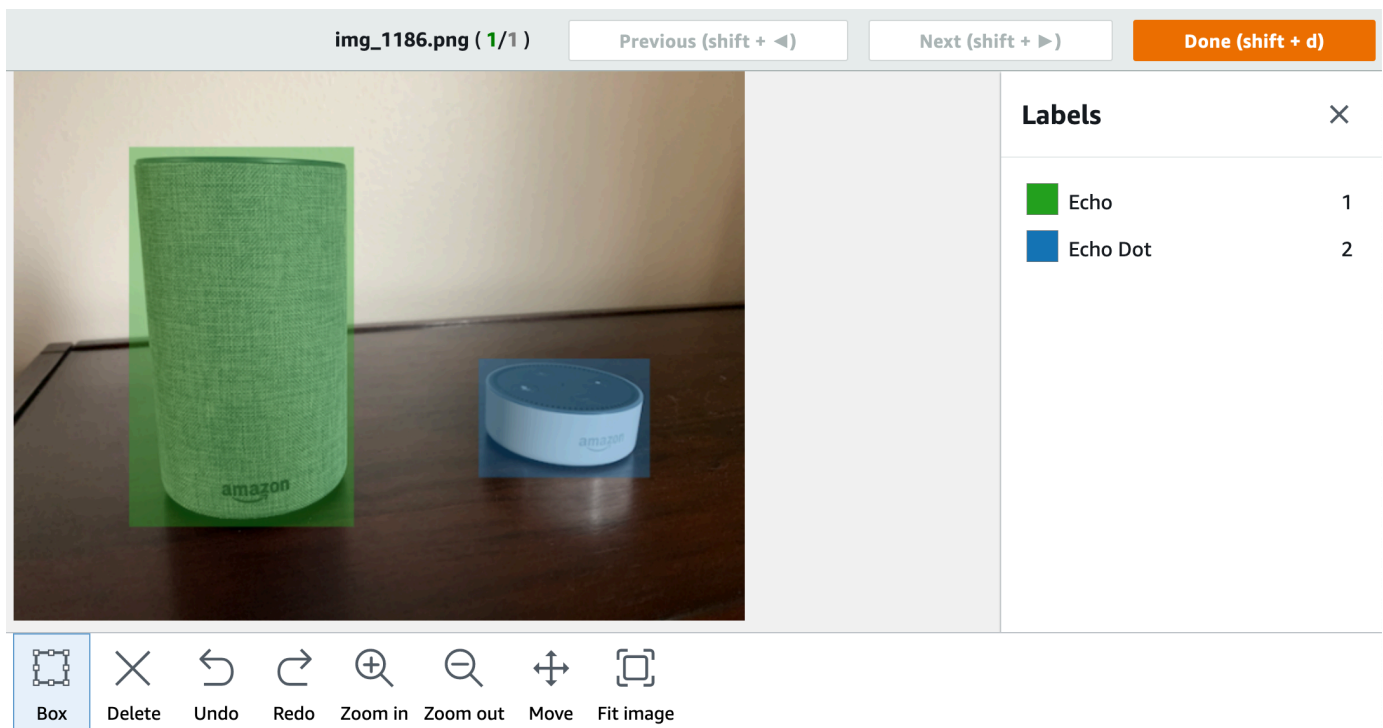 img_1186.png ( 1/1 )
Previous (shift + ◄)
Next (shift + ►)
Done (shift + d)
Labels
Echo 1
Echo Dot 2
amazon
amazon
Box
Delete
Undo
Redo
Zoom in
Zoom out
Move
Fit image